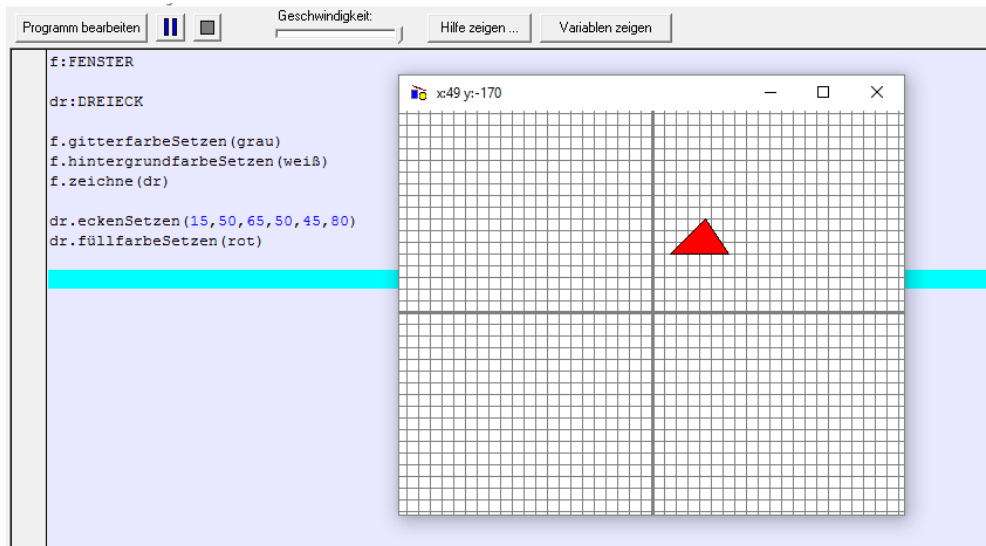 Geschwindigkeit:
Programm bearbeiten
Hilfe zeigen ...
Variablen zeigen
f:FENSTER
dr:DREIECK
f.gitterfarbeSetzen(grau)
f.hintergrundfarbeSetzen(weiß)
f.zeichne(dr)
dr.eckenSetzen(15,50,65,50,45,80)
dr.füllfarbeSetzen(rot)
x:49 y:-170